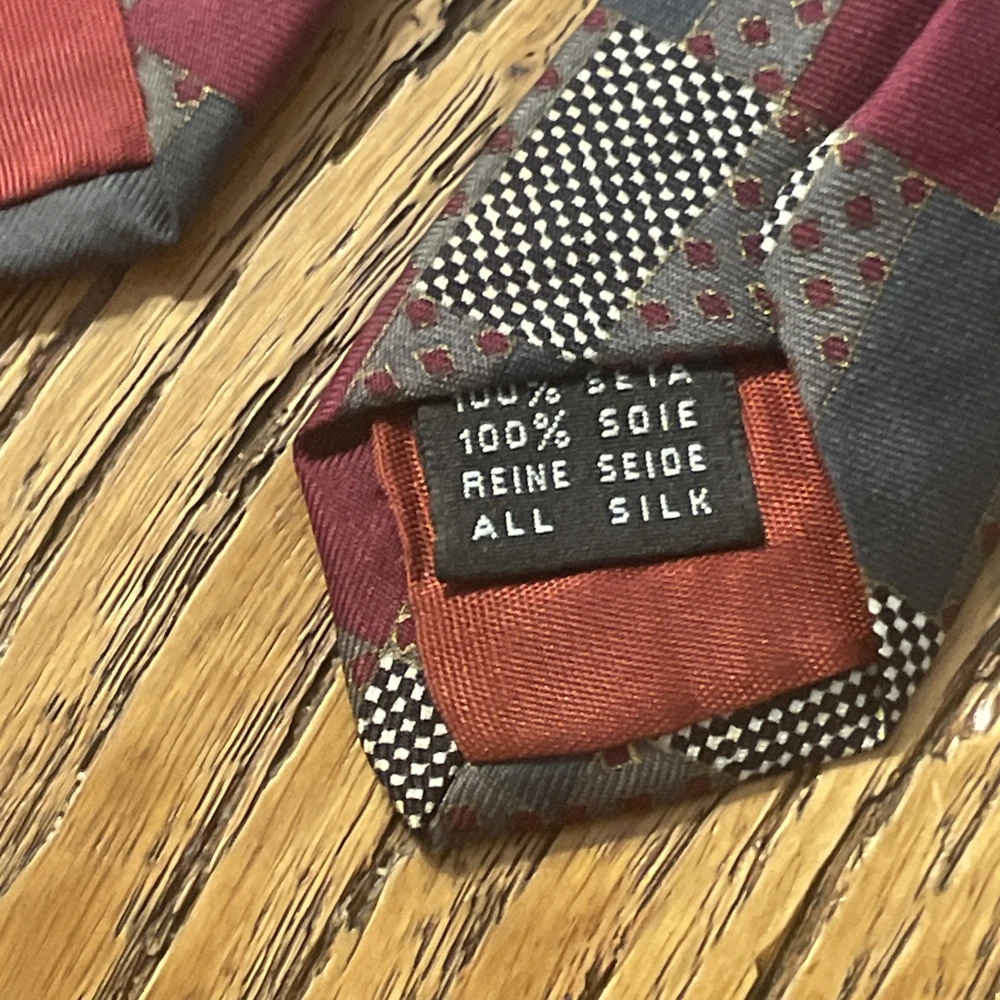 100% SETA
100% SOIE
REINE SEIDE
ALL SILK